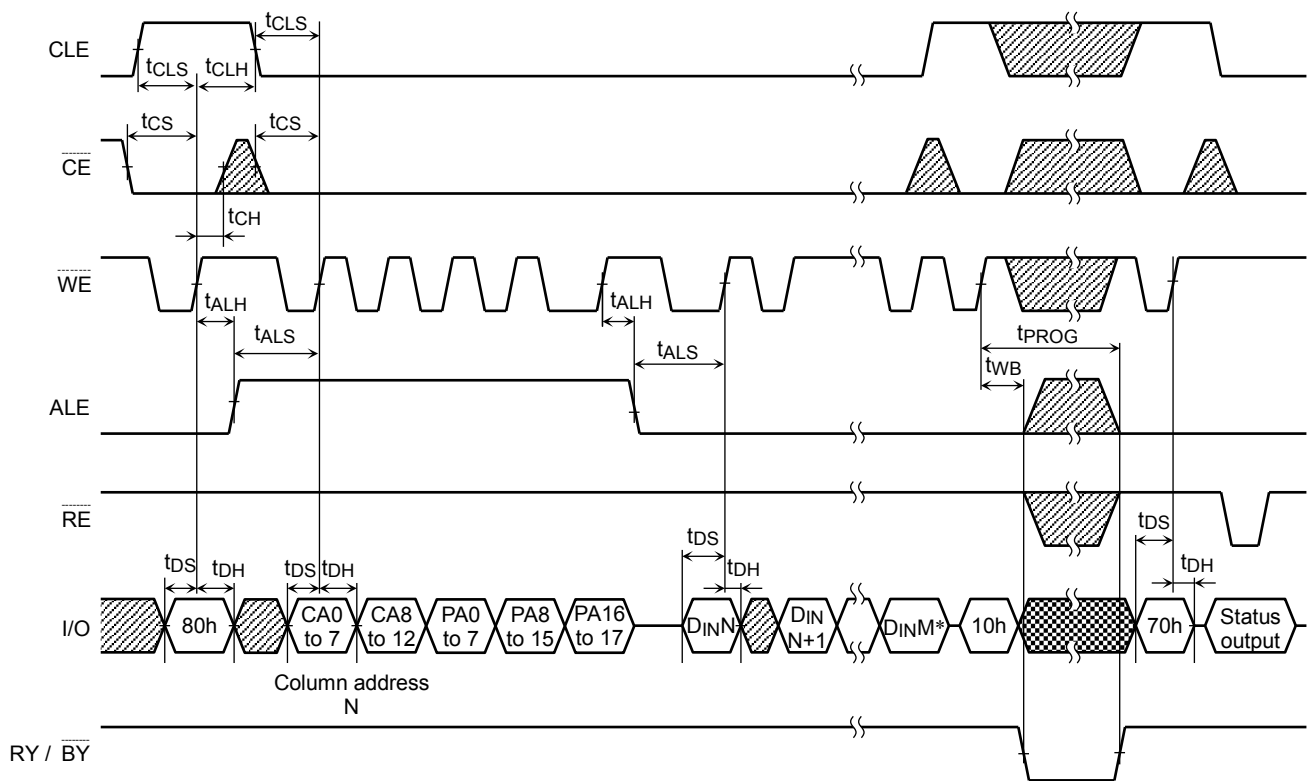 CLE
tCLS
tCLS
tCLH
CE
tCS
tCS
tCH
WE
tALH
tALS
tALH
tALS
tPROG
tWB
ALE
RE
tDS
tDH
tDS
tDH
tDS
tDH
tDS
tDH
I/O
80h
CA0
to 7
CA8
to 12
PA0
to 7
PA8
to 15
PA16
to 17
DINN
DIN
N+1
DINM*
10h
70h
Status
output
Column address
N
RY / BY